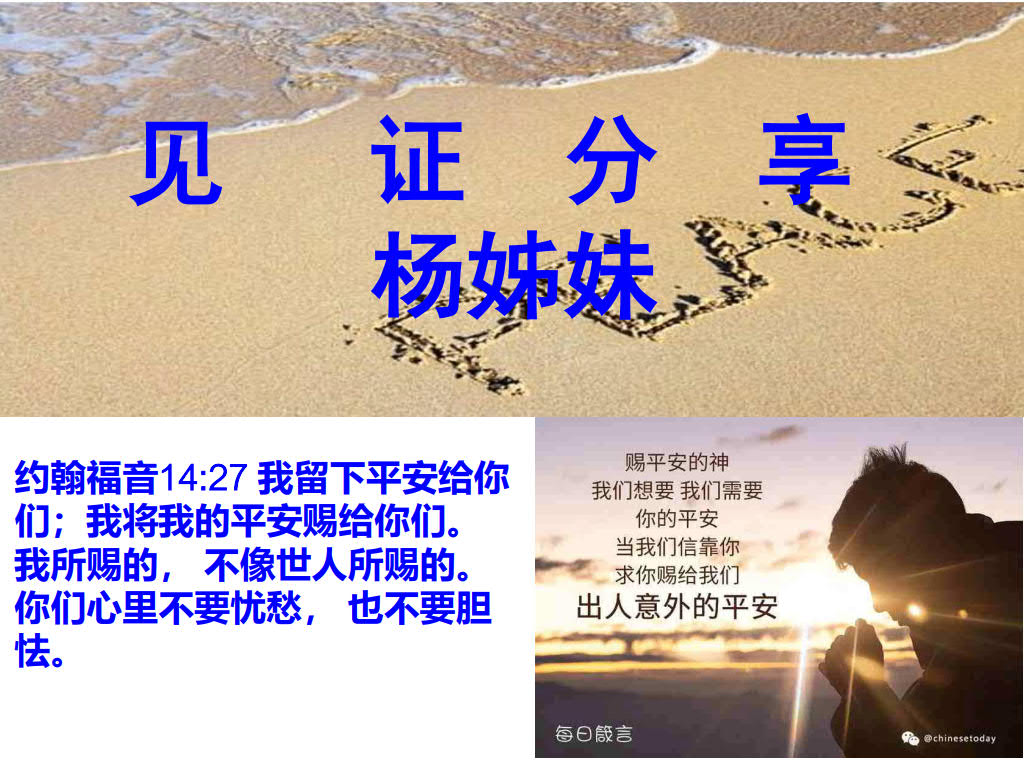 见 证 分 享
杨姊妹
PEACE
约翰福音14:27 我留下平安给你
们；我将我的平安赐给你们。
我所赐的， 不像世人所赐的。
你们心里不要忧愁， 也不要胆
怯。
赐平安的神
我们想要 我们需要
你的平安
当我们信靠你
求你赐给我们
出人意外的平安
每日箴言
@chinesetoday